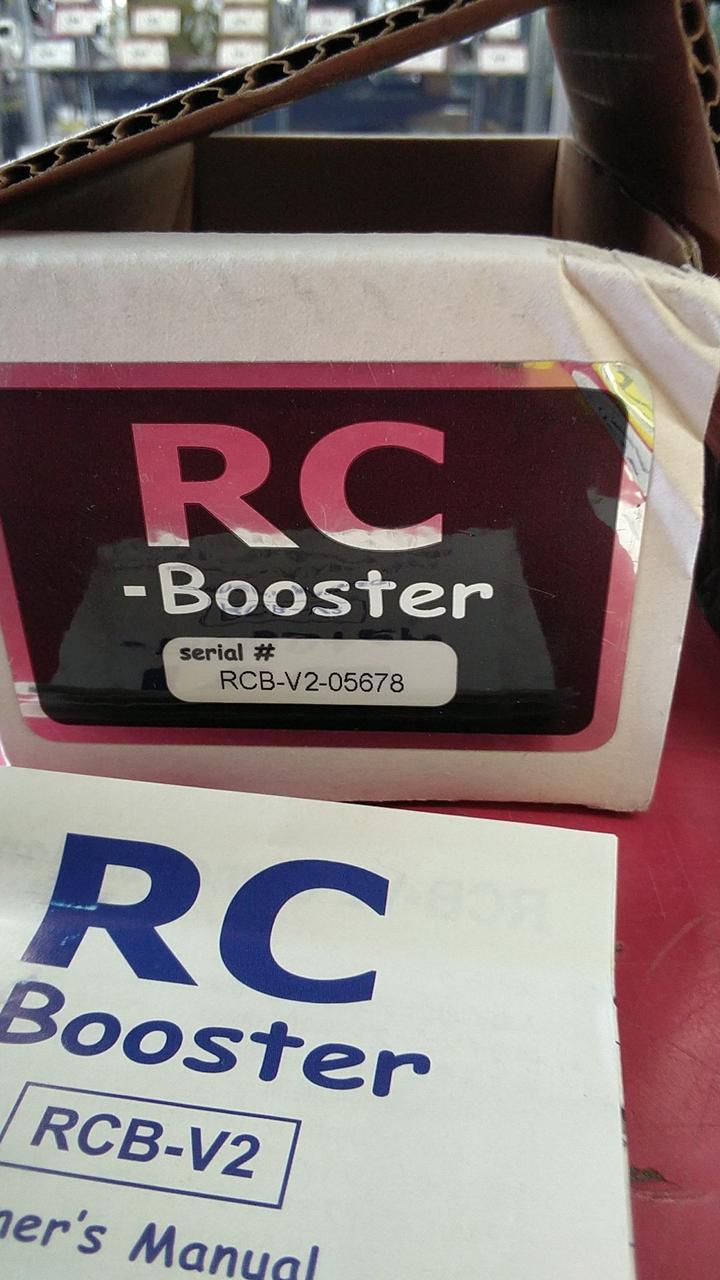 RC
-Booster
serial #
RCB-V2-05678
RC
Booster
RCB-V2
ner's Manual